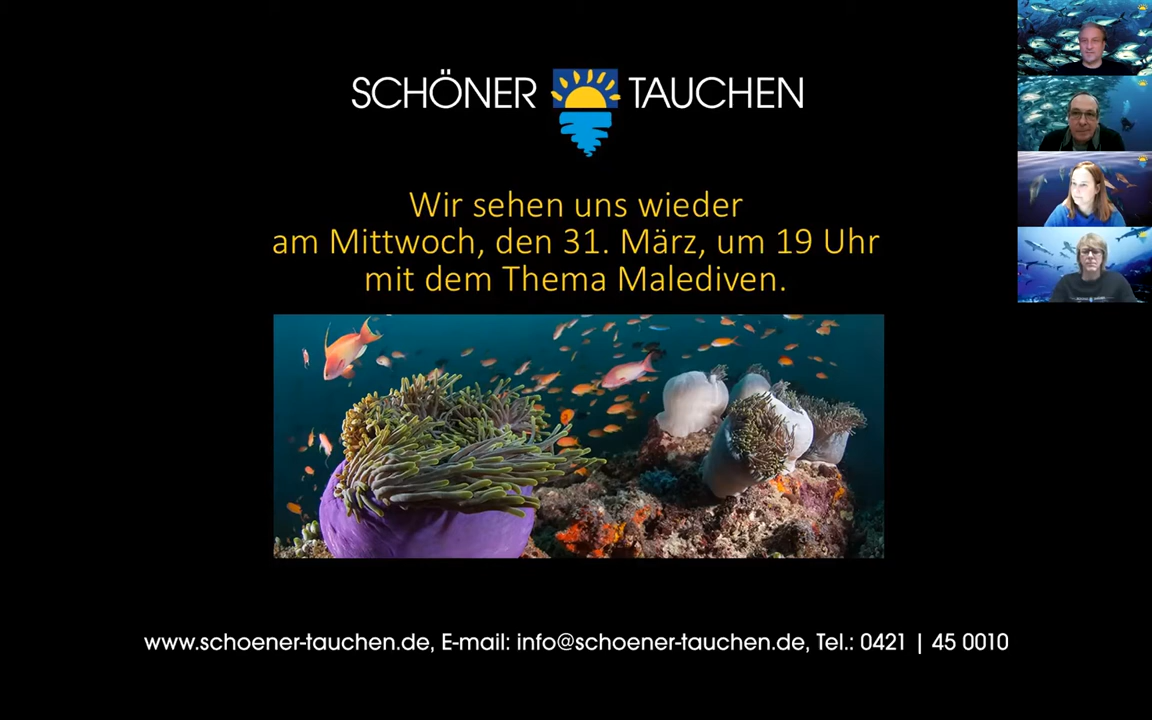 SCHÖNER TAUCHEN
Wir sehen uns wieder
am Mittwoch, den 31. März, um 19 Uhr
mit dem Thema Malediven.
www.schoener-tauchen.de, E-mail: info@schoener-tauchen.de, Tel.: 0421 | 45 0010